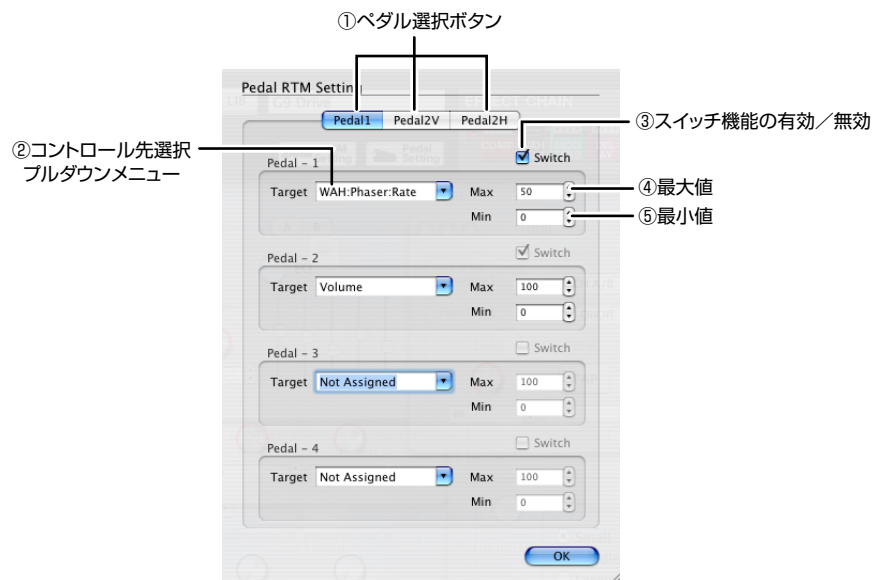 ①ペダル選択ボタン
Pedal RTM Setting
Pedal1 Pedal2V Pedal2H
③スイッチ機能の有効／無効
②コントロール先選択
プルダウンメニュー
Pedal - 1
Switch
Target WAH:Phaser:Rate Max 50
④最大値
Min 0
⑤最小値
Pedal - 2
Switch
Target Volume Max 100
Min 0
Pedal - 3
Switch
Target Not Assigned Max 100
Min 0
Pedal - 4
Switch
Target Not Assigned Max 100
Min 0
OK